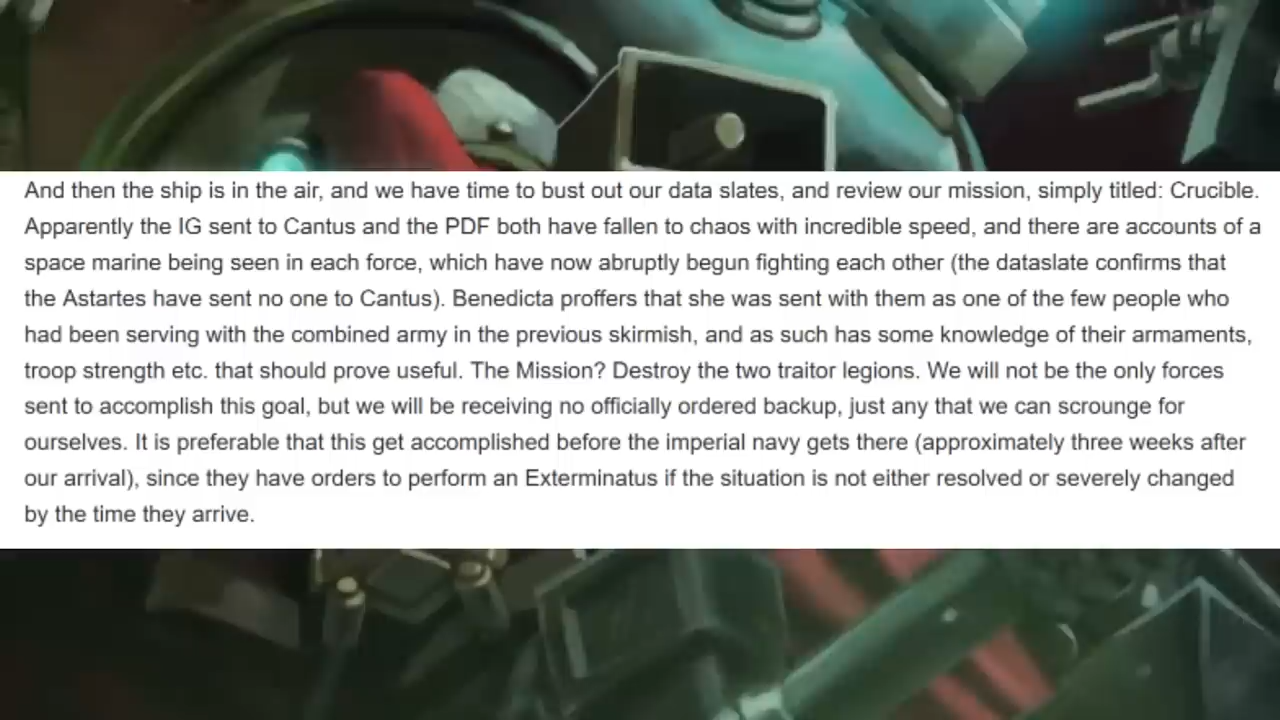 And then the ship is in the air, and we have time to bust out our data slates, and review our mission, simply titled: Crucible.
Apparently the IG sent to Cantus and the PDF both have fallen to chaos with incredible speed, and there are accounts of a
space marine being seen in each force, which have now abruptly begun fighting each other (the dataslate confirms that
the Astartes have sent no one to Cantus). Benedicta proffers that she was sent with them as one of the few people who
had been serving with the combined army in the previous skirmish, and as such has some knowledge of their armaments,
troop strength etc. that should prove useful. The Mission? Destroy the two traitor legions. We will not be the only forces
sent to accomplish this goal, but we will be receiving no officially ordered backup, just any that we can scrounge for
ourselves. It is preferable that this get accomplished before the imperial navy gets there (approximately three weeks after
our arrival), since they have orders to perform an Exterminatus if the situation is not either resolved or severely changed
by the time they arrive.